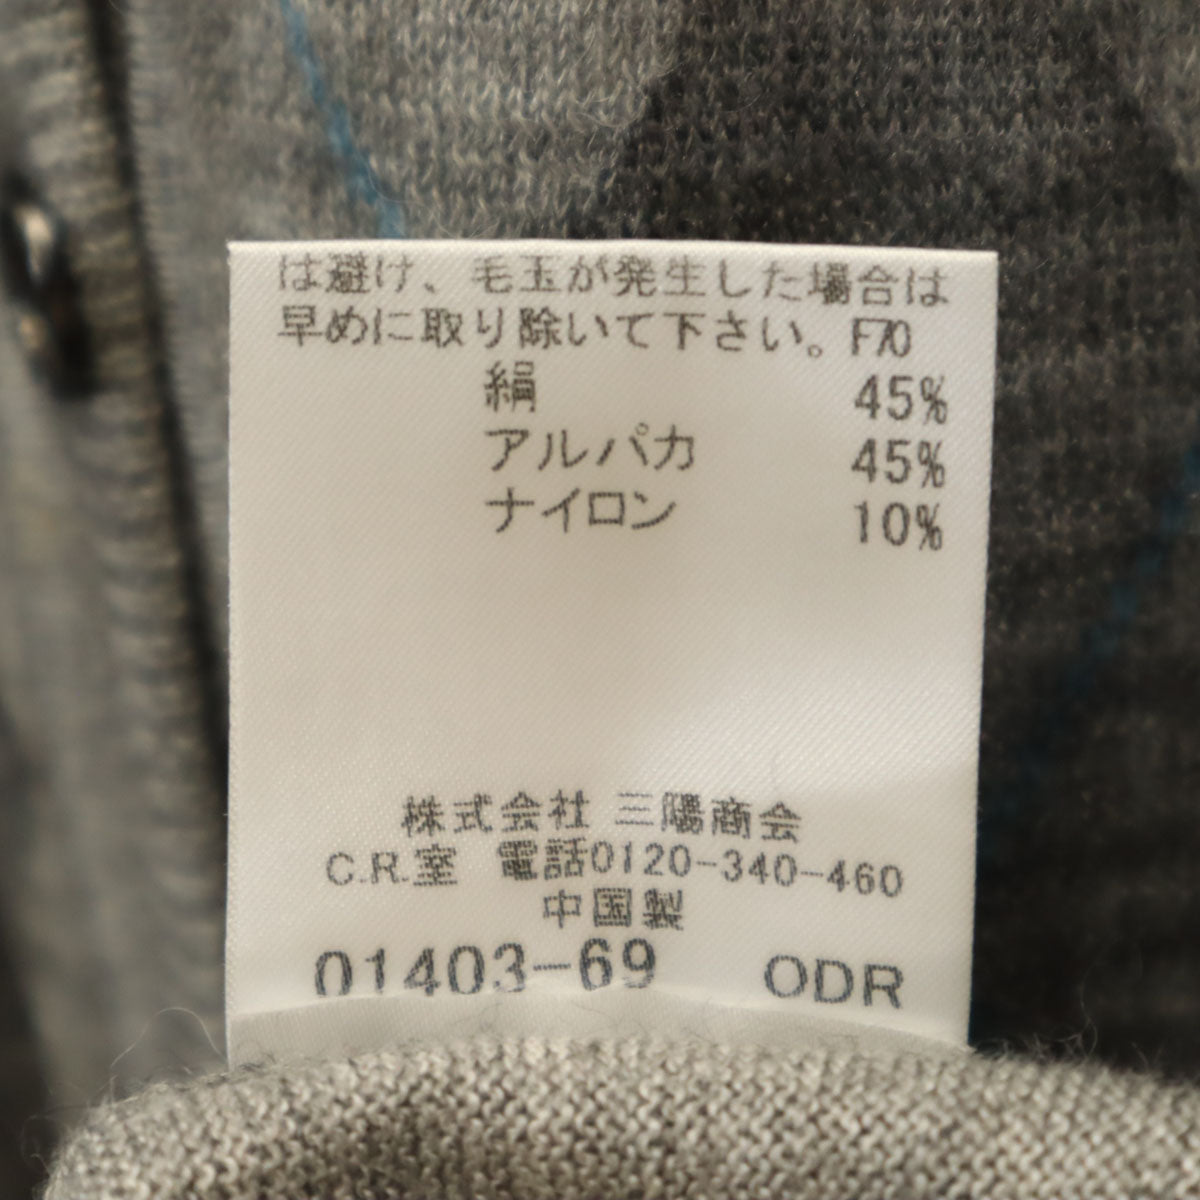 は避け、毛玉が発生した場合は
早めに取り除いて下さい。F70
絹 45%
アルパカ 45%
ナイロン 10%
株式会社 三陽商会
C.R.室 電話0120-340-460
中国製
01403-69 ODR